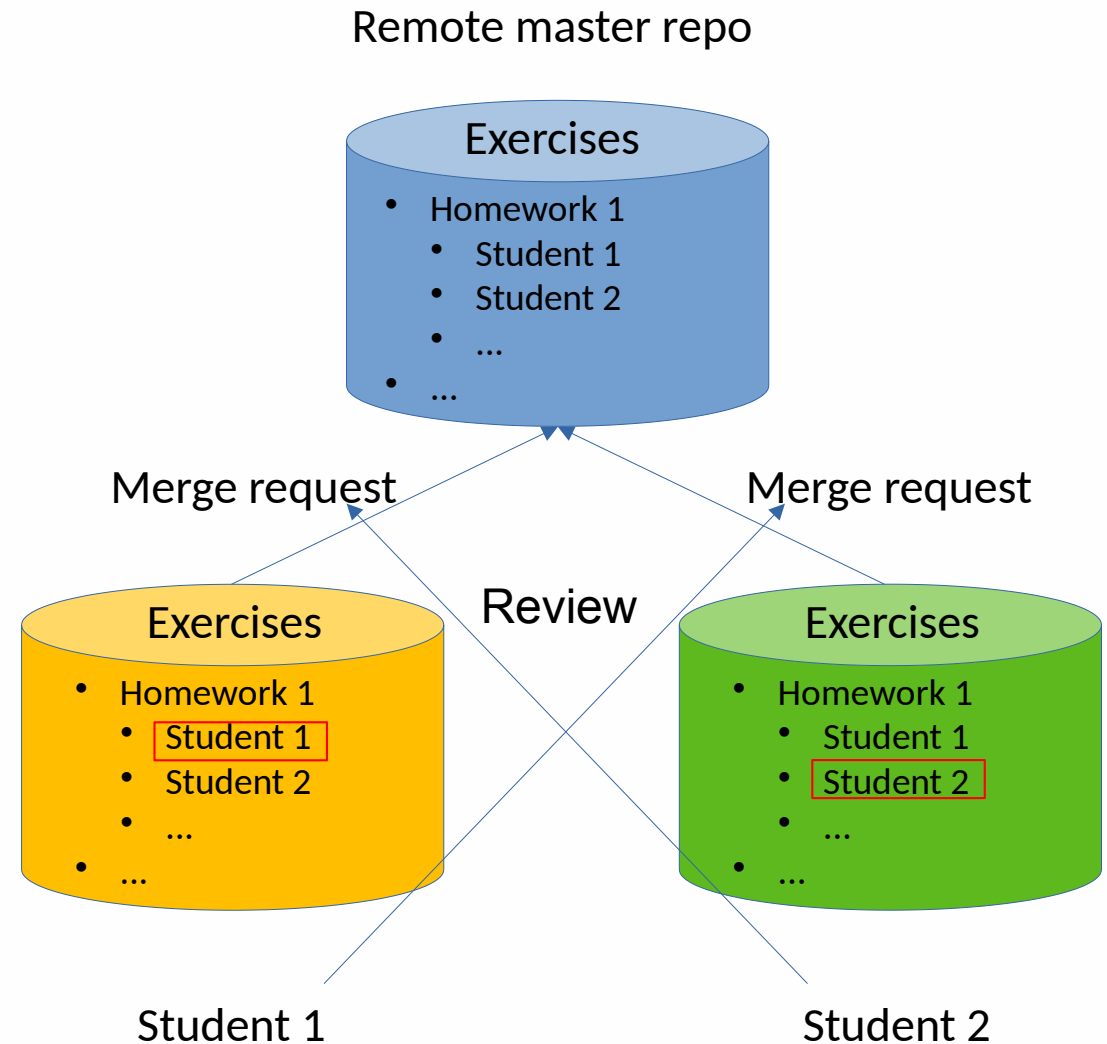 Remote master repo
Exercises
• Homework 1
• Student 1
• Student 2
• ...
• ...
Merge request
Merge request
Review
Exercises
• Homework 1
• Student 1
• Student 2
• ...
• ...
Exercises
• Homework 1
• Student 1
• Student 2
• ...
• ...
Student 1
Student 2